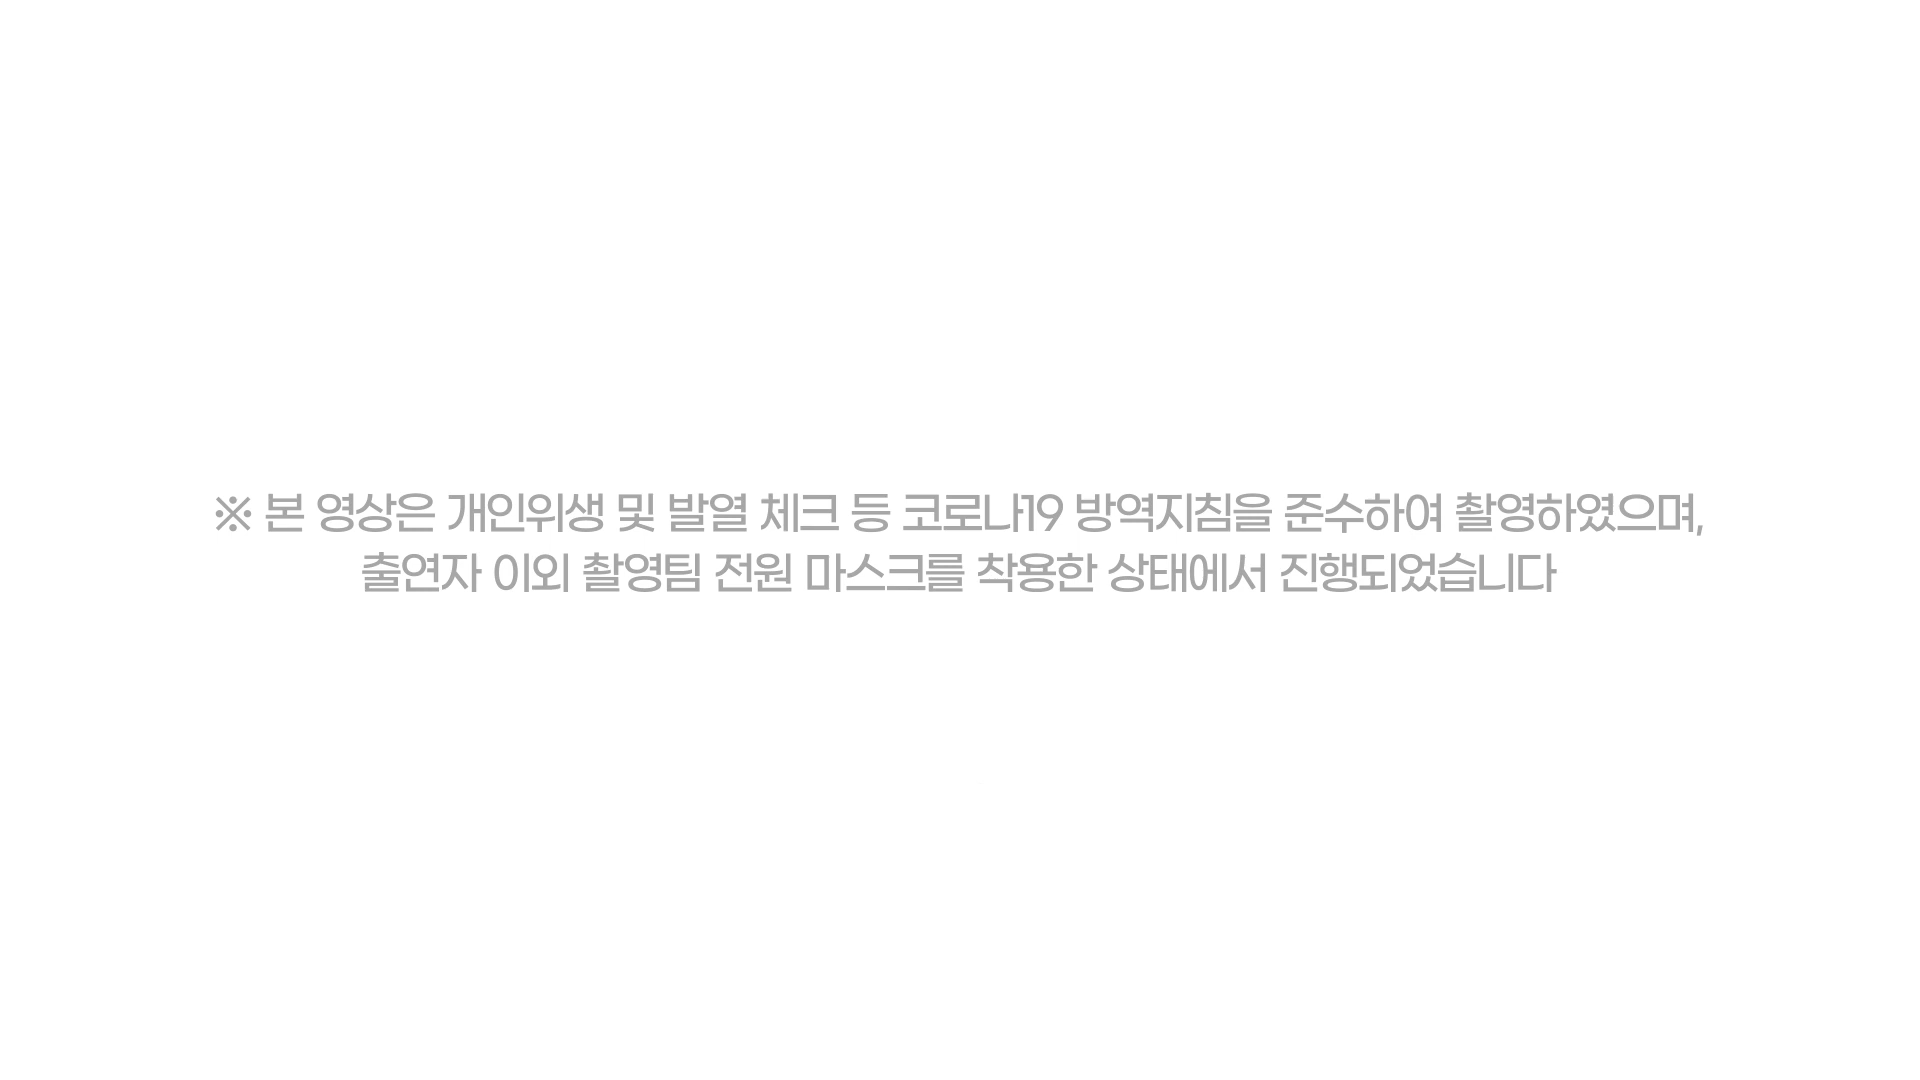 ※ 본 영상은 개인위생 및 발열 체크 등 코로나19 방역지침을 준수하여 촬영하였으며,
출연자 이외 촬영팀 전원 마스크를 착용한 상태에서 진행되었습니다